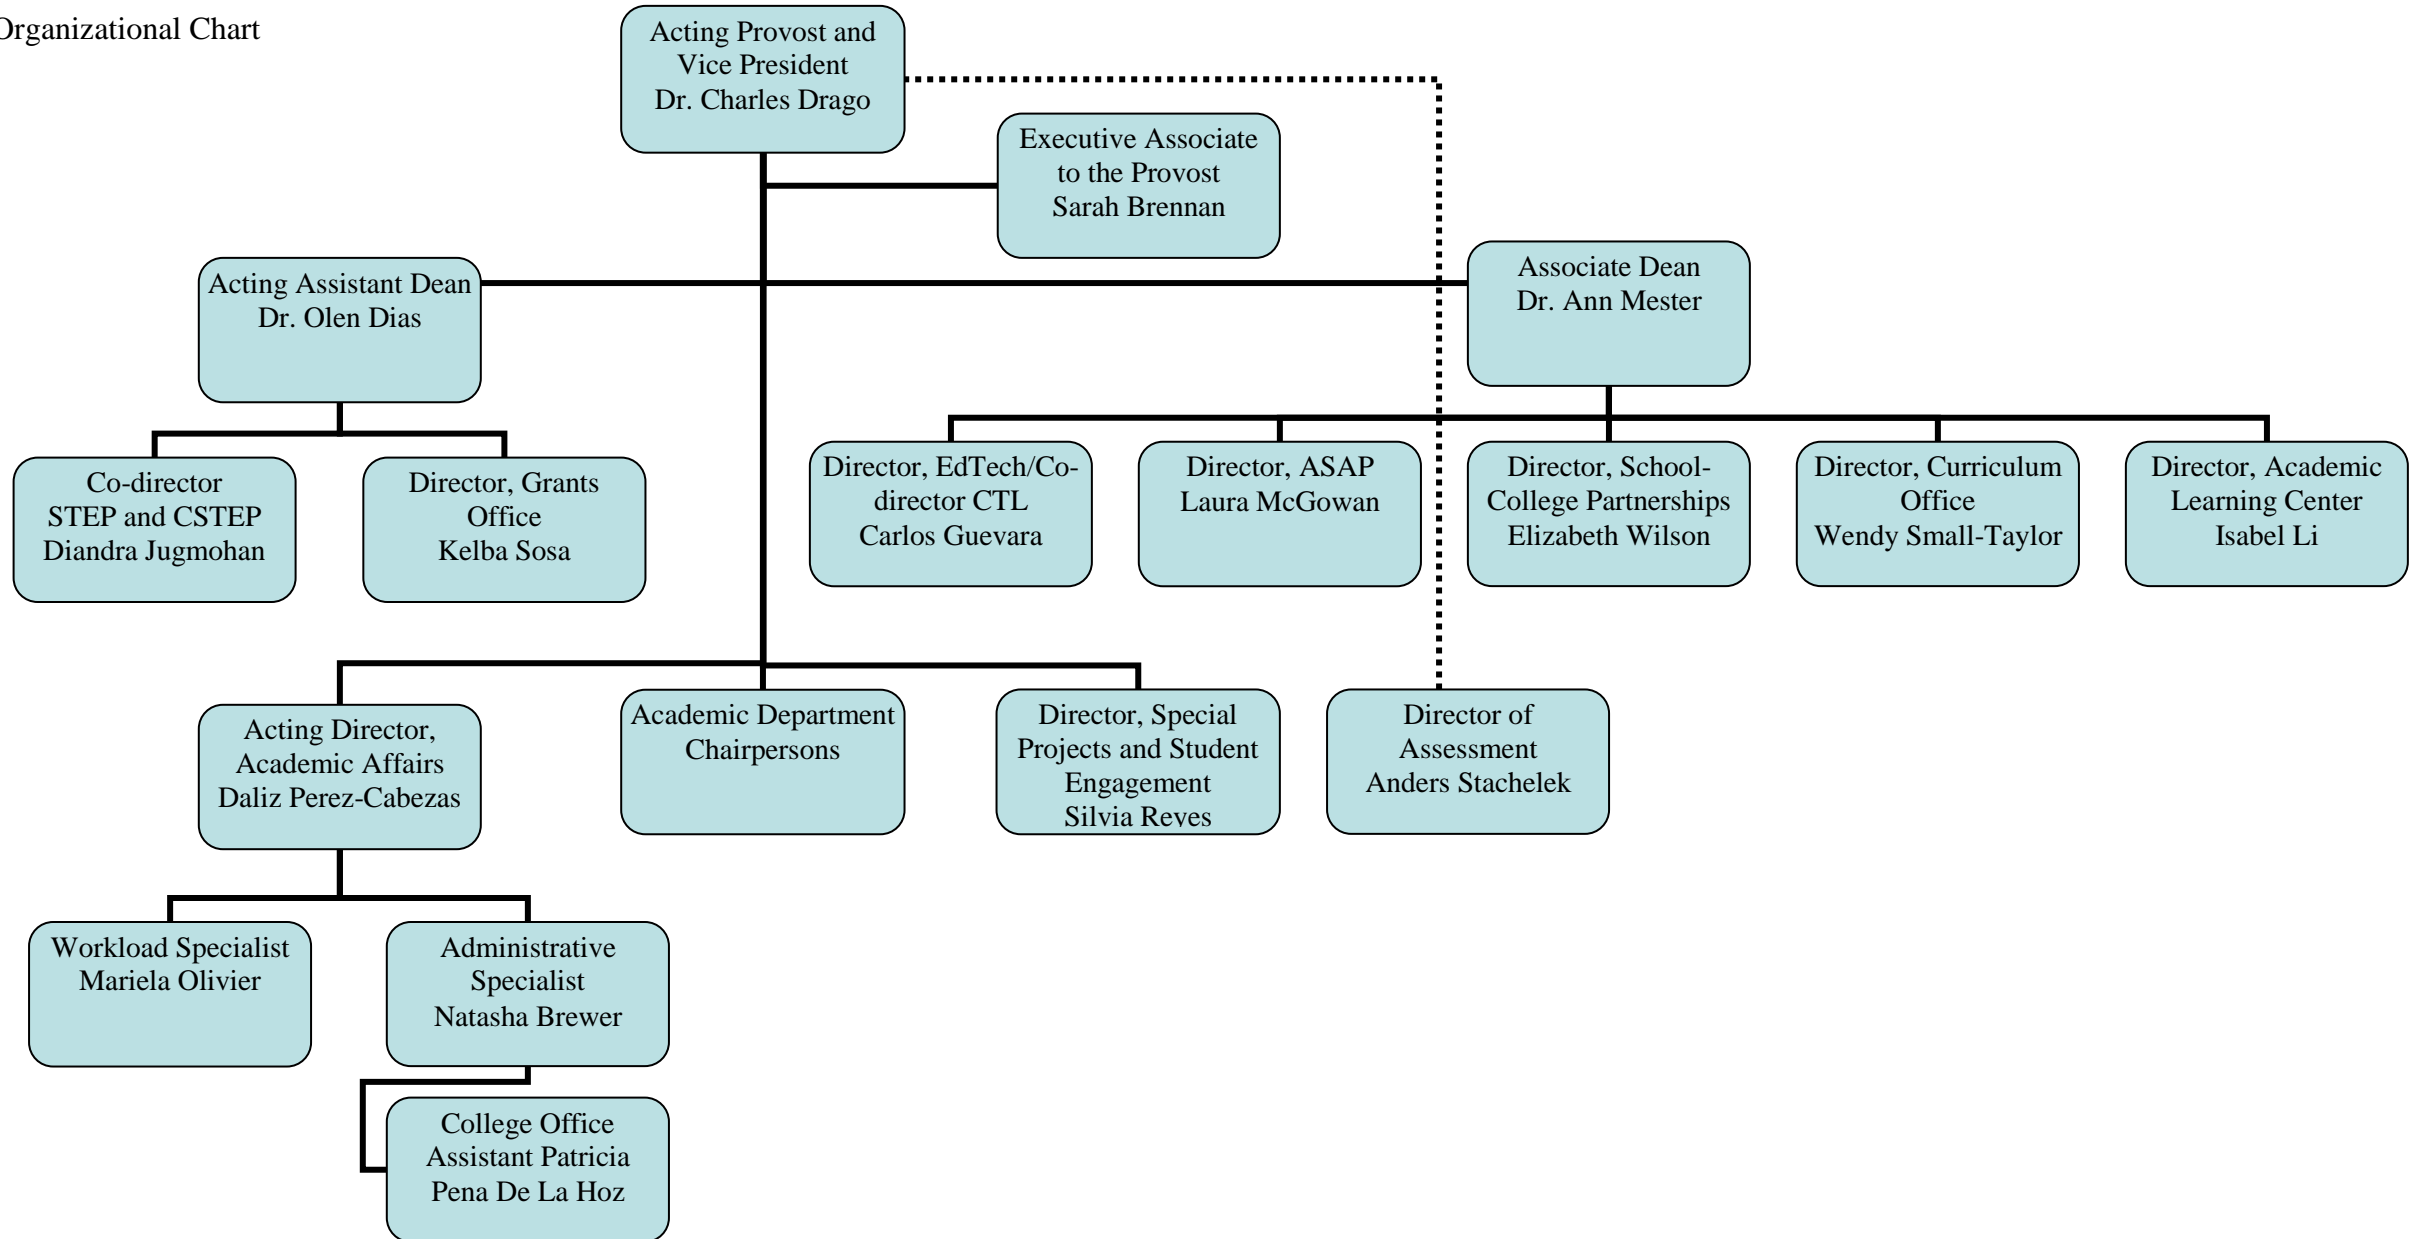 Organizational Chart
Acting Provost and
Vice President
Dr. Charles Drago
Executive Associate
to the Provost
Sarah Brennan
Acting Assistant Dean
Dr. Olen Dias
Associate Dean
Dr. Ann Mester
Co-director
STEP and CSTEP
Diandra Jugmohan
Director, Grants
Office
Kelba Sosa
Director, EdTech/Co-
director CTL
Carlos Guevara
Director, ASAP
Laura McGowan
Director, School-
College Partnerships
Elizabeth Wilson
Director, Curriculum
Office
Wendy Small-Taylor
Director, Academic
Learning Center
Isabel Li
Acting Director,
Academic Affairs
Daliz Perez-Cabezas
Academic Department
Chairpersons
Director, Special
Projects and Student
Engagement
Silvia Reyes
Director of
Assessment
Anders Stachelek
Workload Specialist
Mariela Olivier
Administrative
Specialist
Natasha Brewer
College Office
Assistant Patricia
Pena De La Hoz